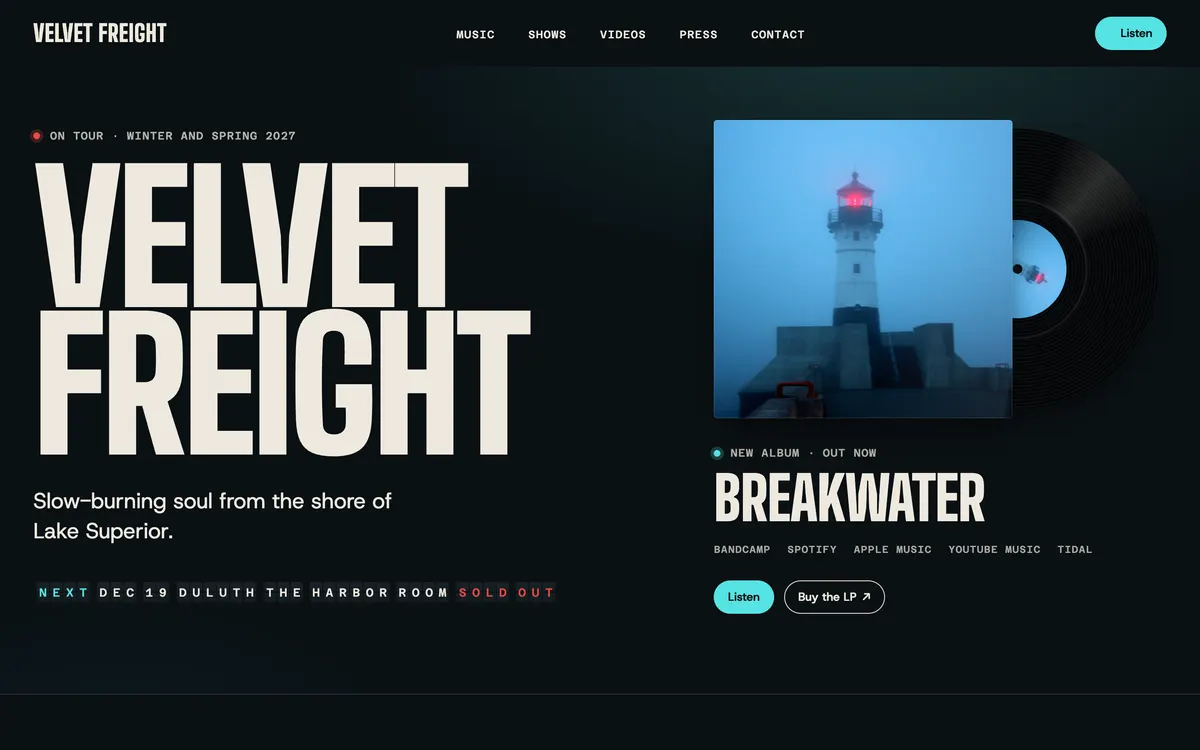 VELVET FREIGHT
MUSIC SHOWS VIDEOS PRESS CONTACT
Listen
ON TOUR · WINTER AND SPRING 2027
VELVET
FREIGHT
Slow-burning soul from the shore of
Lake Superior.
NEXT DEC 19 DULUTH THE HARBOR ROOM SOLD OUT
NEW ALBUM · OUT NOW
BREAKWATER
BANDCAMP SPOTIFY APPLE MUSIC YOUTUBE MUSIC TIDAL
Listen
Buy the LP ↗